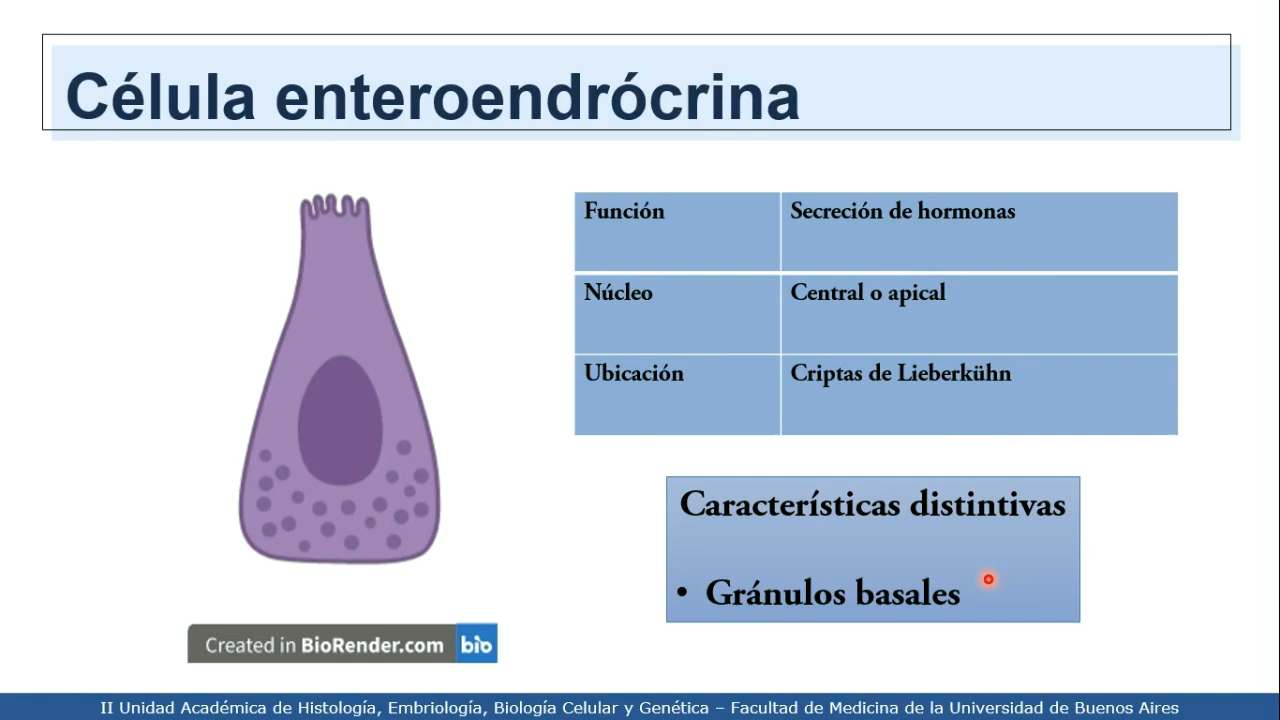 Célula enteroendrócrina
Función Secreción de hormonas
Núcleo Central o apical
Ubicación Criptas de Lieberkühn
Características distintivas
• Gránulos basales
Created in BioRender.com bio
II Unidad Académica de Histología, Embriología, Biología Celular y Genética – Facultad de Medicina de la Universidad de Buenos Aires